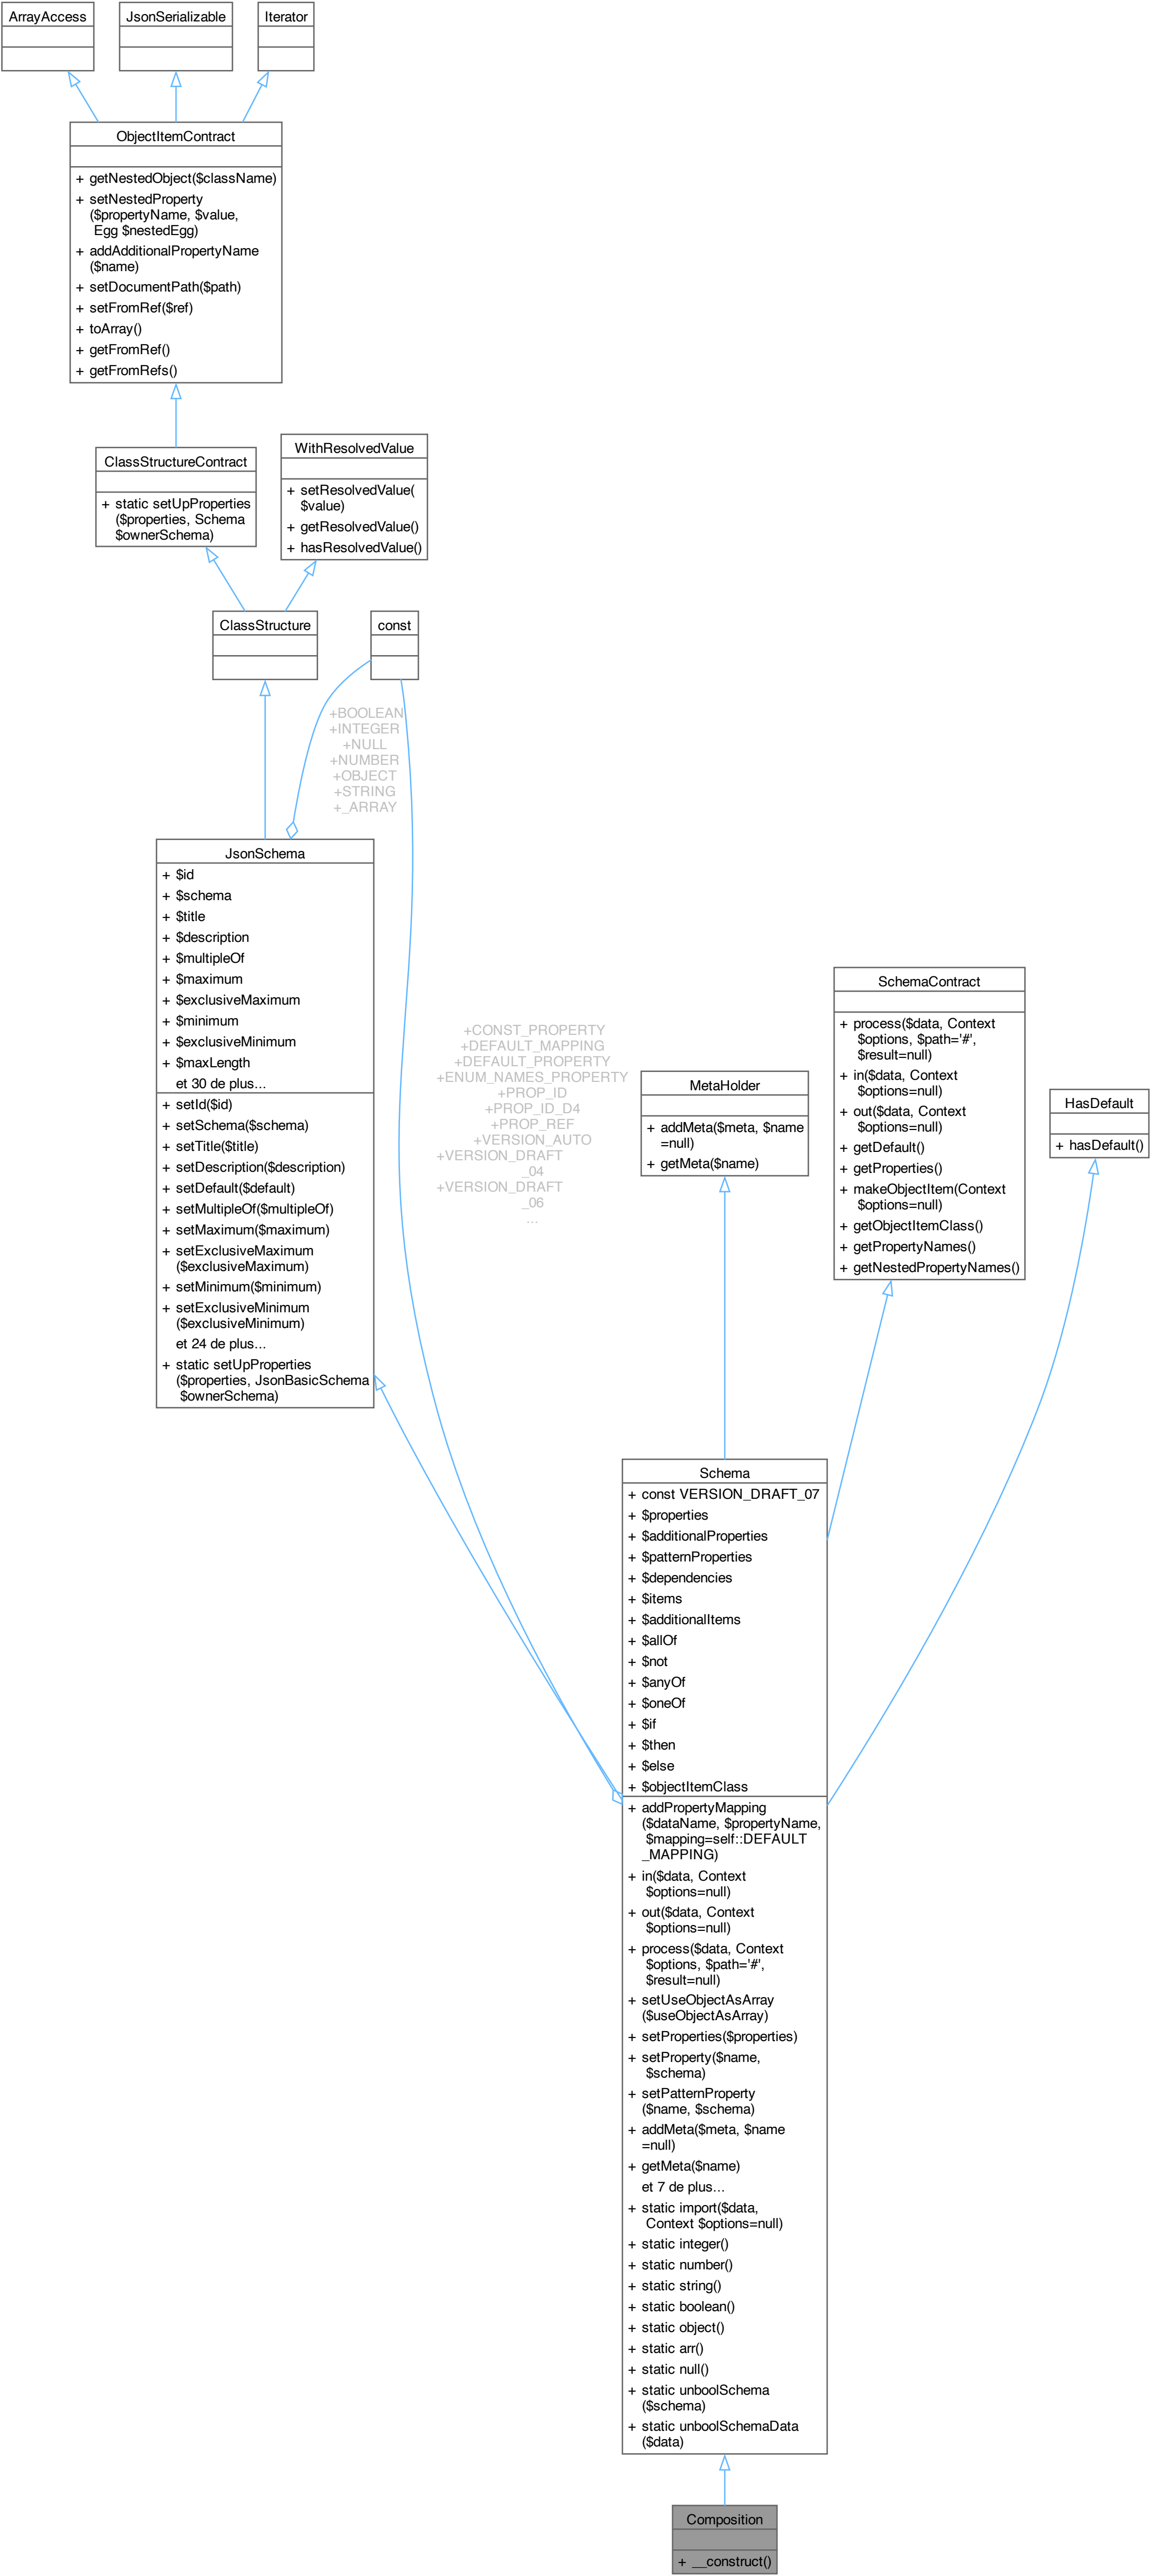 ArrayAccess
JsonSerializable
Iterator
ObjectItemContract
+ getNestedObject($className)
+ setNestedProperty
($propertyName, $value,
Egg $nestedEgg)
+ addAdditionalPropertyName
($name)
+ setDocumentPath($path)
+ setFromRef($ref)
+ toArray()
+ getFromRef()
+ getFromRefs()
ClassStructureContract
+ static setUpProperties
($properties, Schema
$ownerSchema)
WithResolvedValue
+ setResolvedValue(
$value)
+ getResolvedValue()
+ hasResolvedValue()
ClassStructure
const
+BOOLEAN
+INTEGER
+NULL
+NUMBER
+OBJECT
+STRING
+_ARRAY
JsonSchema
+ $id
+ $schema
+ $title
+ $description
+ $multipleOf
+ $maximum
+ $exclusiveMaximum
+ $minimum
+ $exclusiveMinimum
+ $maxLength
et 30 de plus...
+ setId($id)
+ setSchema($schema)
+ setTitle($title)
+ setDescription($description)
+ setDefault($default)
+ setMultipleOf($multipleOf)
+ setMaximum($maximum)
+ setExclusiveMaximum
($exclusiveMaximum)
+ setMinimum($minimum)
+ setExclusiveMinimum
($exclusiveMinimum)
et 24 de plus...
+ static setUpProperties
($properties, JsonBasicSchema
$ownerSchema)
+CONST_PROPERTY
+DEFAULT_MAPPING
+DEFAULT_PROPERTY
+ENUM_NAMES_PROPERTY
+PROP_ID
+PROP_ID_D4
+PROP_REF
+VERSION_AUTO
+VERSION_DRAFT
_04
+VERSION_DRAFT
_06
...
MetaHolder
+ addMeta($meta, $name
=null)
+ getMeta($name)
SchemaContract
+ process($data, Context
$options, $path='#',
$result=null)
+ in($data, Context
$options=null)
+ out($data, Context
$options=null)
+ getDefault()
+ getProperties()
+ makeObjectItem(Context
$options=null)
+ getObjectItemClass()
+ getPropertyNames()
+ getNestedPropertyNames()
HasDefault
+ hasDefault()
Schema
+ const VERSION_DRAFT_07
+ $properties
+ $additionalProperties
+ $patternProperties
+ $dependencies
+ $items
+ $additionalItems
+ $allOf
+ $not
+ $anyOf
+ $oneOf
+ $if
+ $then
+ $else
+ $objectItemClass
+ addPropertyMapping
($dataName, $propertyName,
$mapping=self::DEFAULT
_MAPPING)
+ in($data, Context
$options=null)
+ out($data, Context
$options=null)
+ process($data, Context
$options, $path='#',
$result=null)
+ setUseObjectAsArray
($useObjectAsArray)
+ setProperties($properties)
+ setProperty($name,
$schema)
+ setPatternProperty
($name, $schema)
+ addMeta($meta, $name
=null)
+ getMeta($name)
et 7 de plus...
+ static import($data,
Context $options=null)
+ static integer()
+ static number()
+ static string()
+ static boolean()
+ static object()
+ static arr()
+ static null()
+ static unboolSchema
($schema)
+ static unboolSchemaData
($data)
Composition
+ __construct()